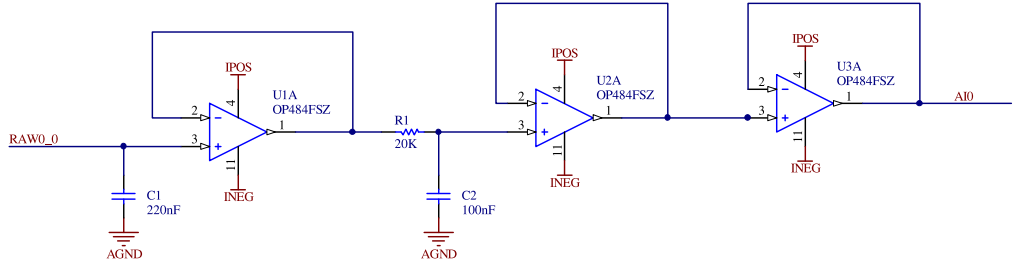 RAW0_0
C1
220nF
AGND
2
3
4
11
1
IPOS
INEG
U1A
OP484FSZ
R1
20K
C2
100nF
AGND
2
3
4
11
1
IPOS
INEG
U2A
OP484FSZ
2
3
4
11
1
IPOS
INEG
U3A
OP484FSZ
AI0